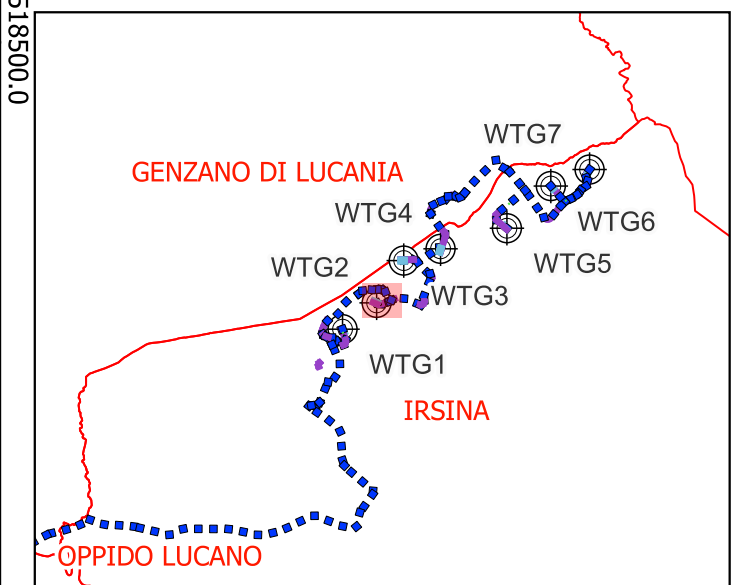 518500.0
WTG7
GENZANO DI LUCANIA
WTG4
WTG6
WTG5
WTG2
WTG3
WTG1
IRSINA
OPPIDO LUCANO